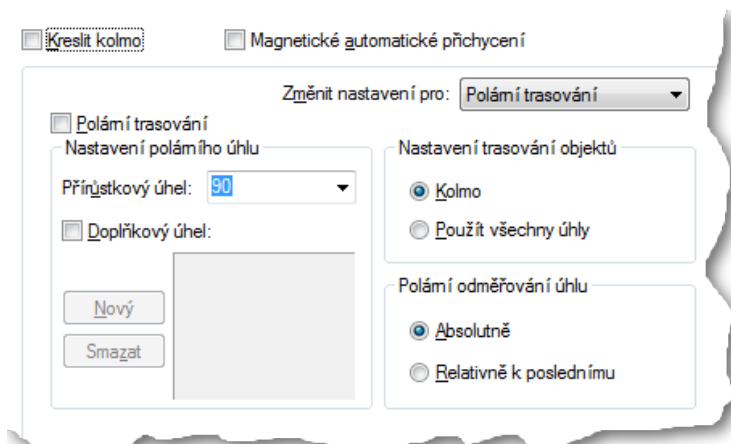 Kreslit kolmo Magnetické automatické přichycení
Změnit nastavení pro: Polární trasování
Polární trasování
Nastavení polárního úhlu
Přírůstkový úhel: 90
Doplňkový úhel:
Nový
Smazat
Nastavení trasování objektů
Kolmo
Použít všechny úhly
Polární odměřování úhlu
Absolutně
Relativně k poslednímu